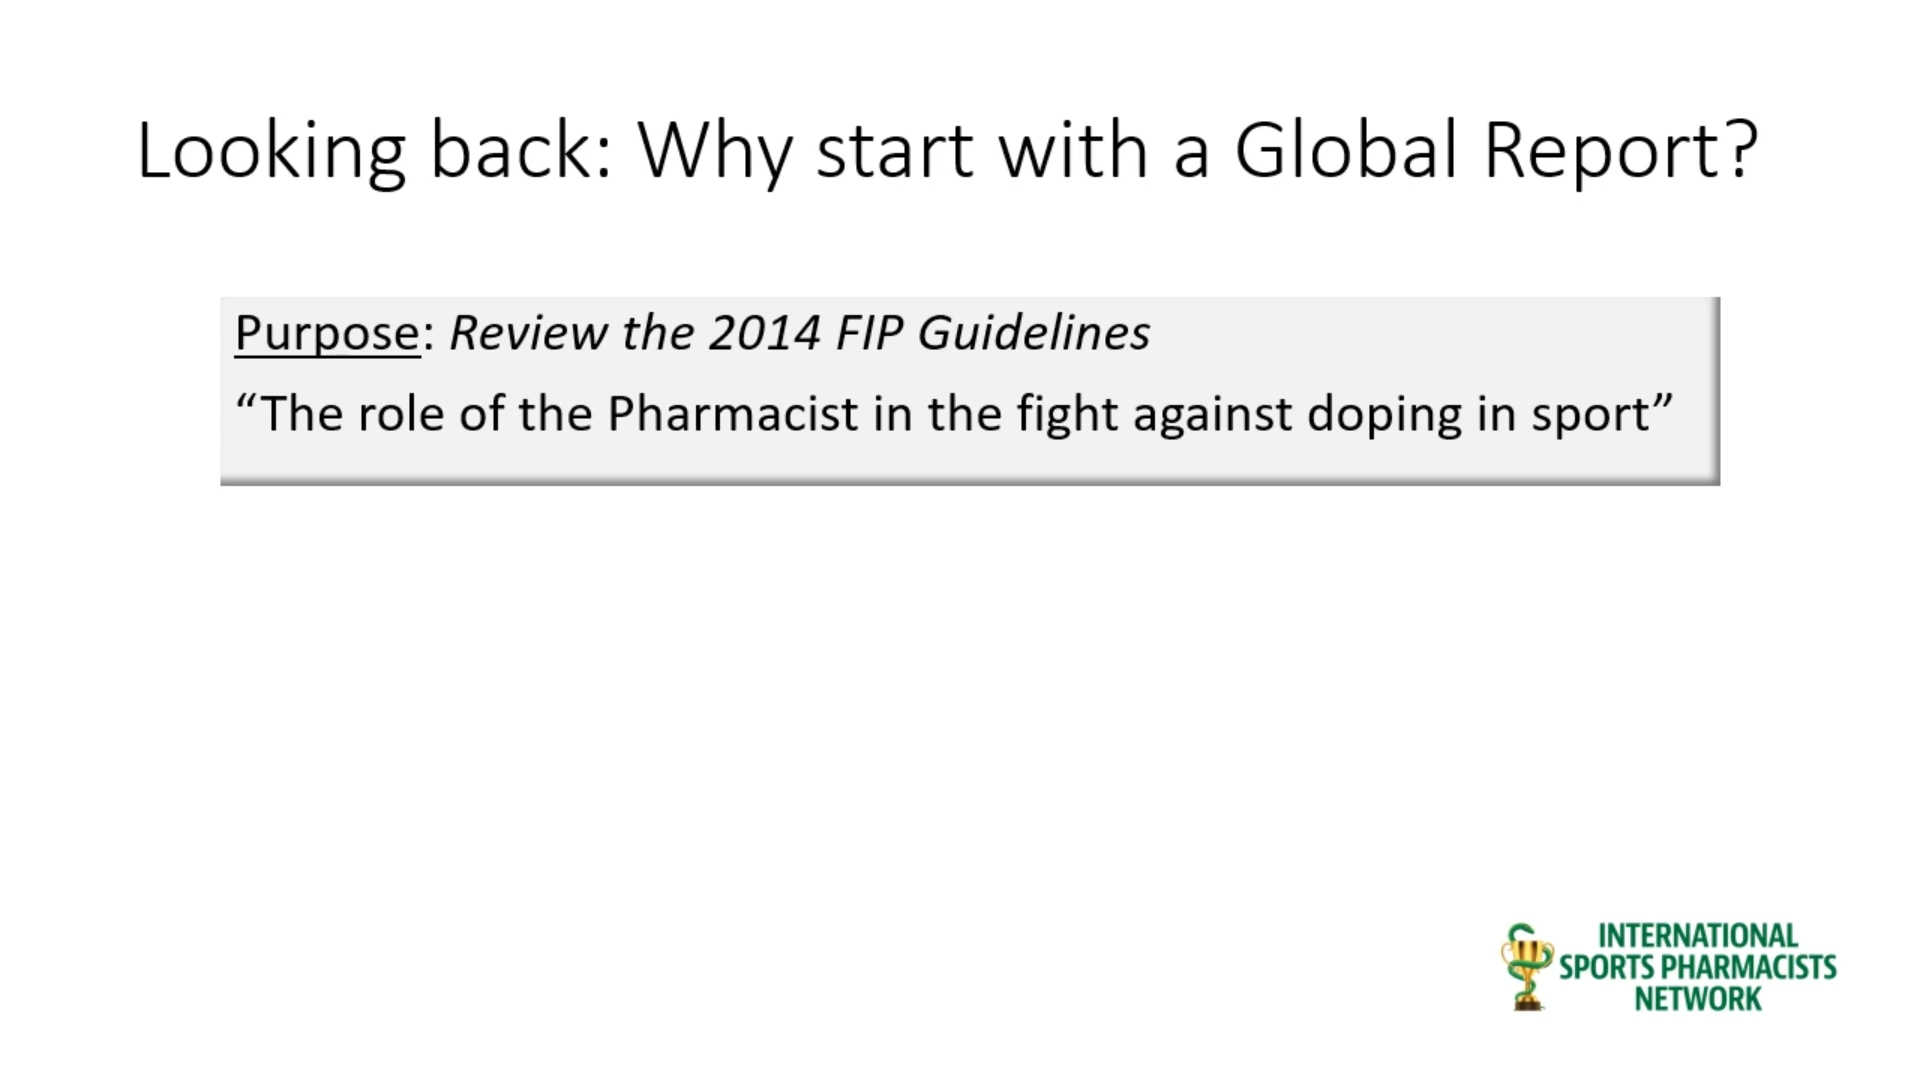 Looking back: Why start with a Global Report?
Purpose: Review the 2014 FIP Guidelines
“The role of the Pharmacist in the fight against doping in sport”
INTERNATIONAL
SPORTS PHARMACISTS
NETWORK